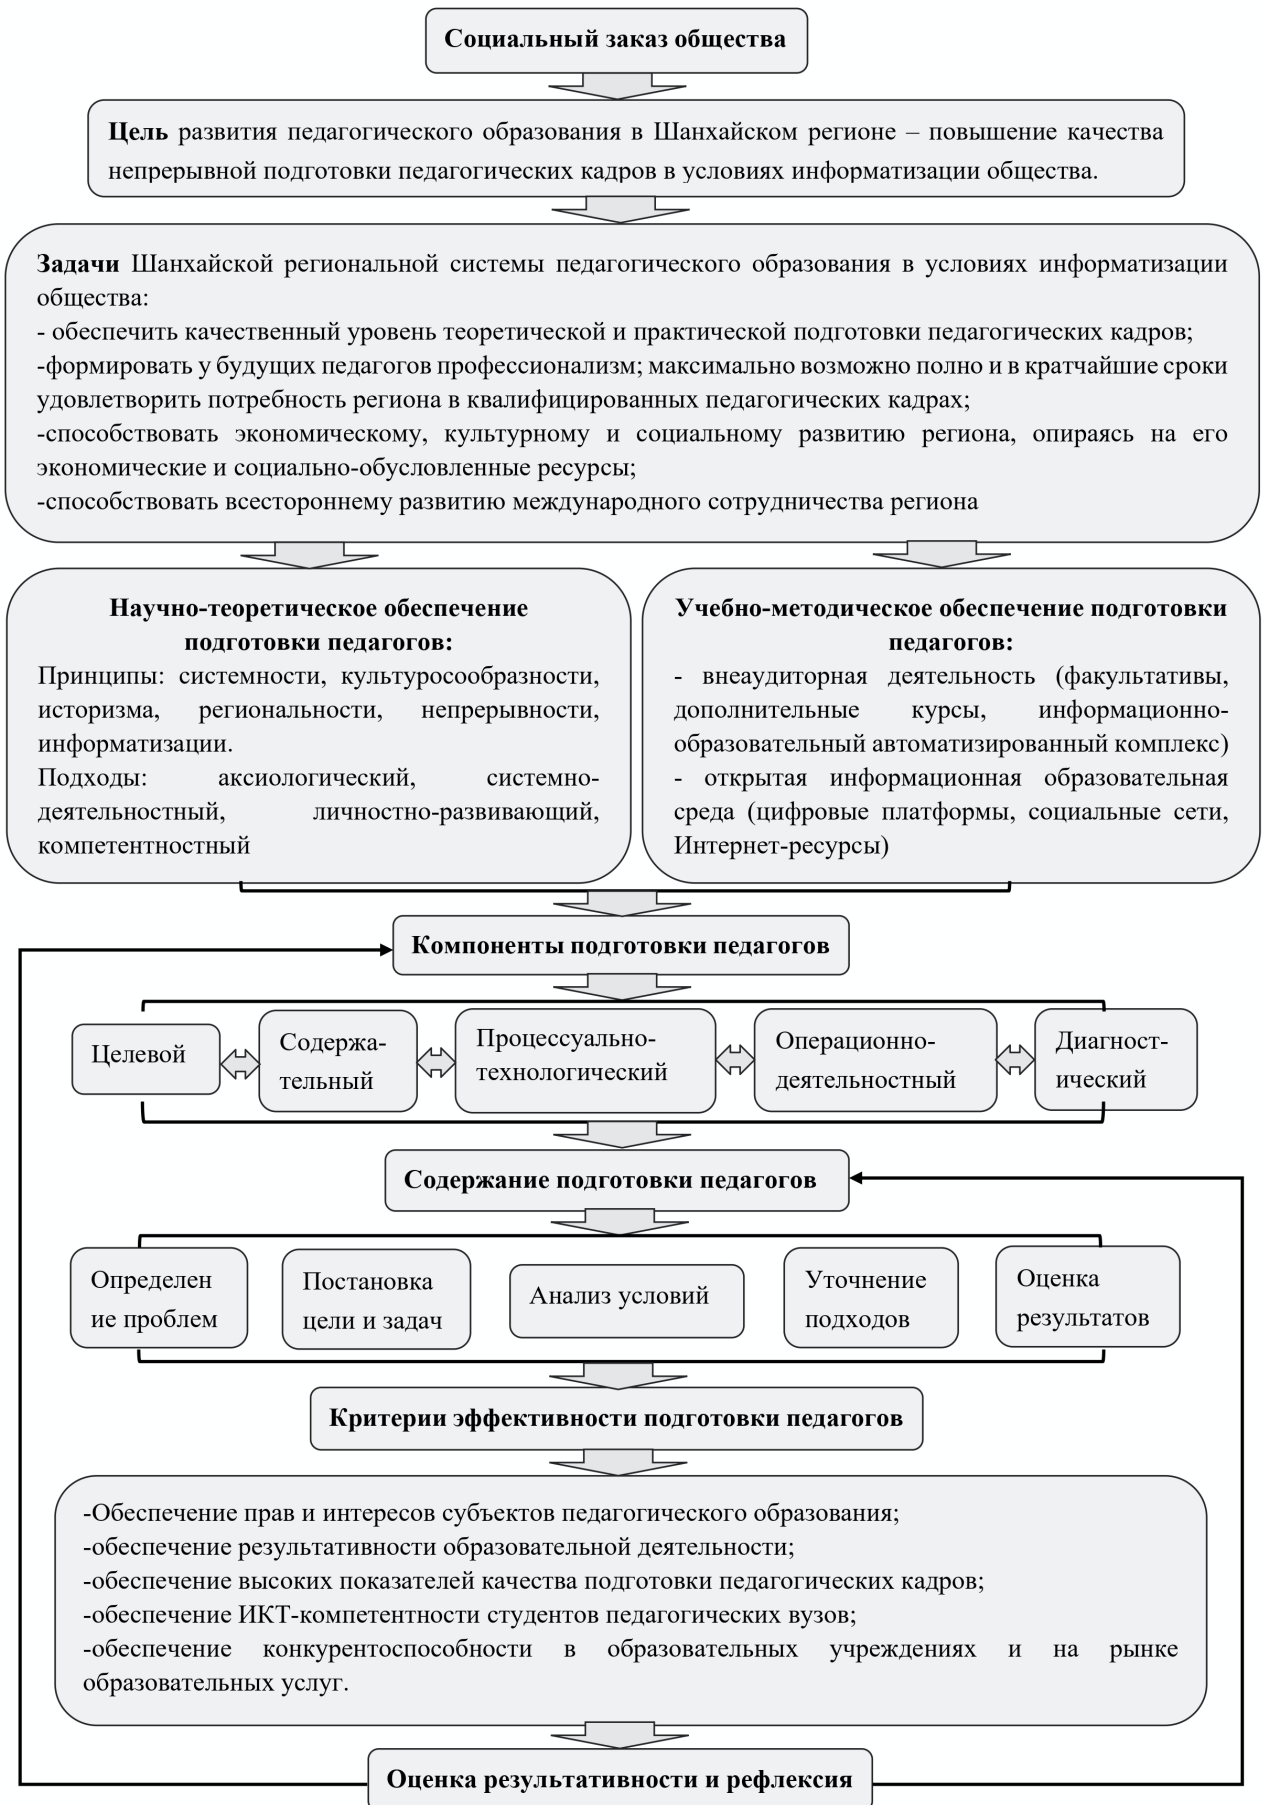 Социальный заказ общества
Цель развития педагогического образования в Шанхайском регионе – повышение качества
непрерывной подготовки педагогических кадров в условиях информатизации общества.
Задачи Шанхайской региональной системы педагогического образования в условиях информатизации
общества:
- обеспечить качественный уровень теоретической и практической подготовки педагогических кадров;
-формировать у будущих педагогов профессионализм; максимально возможно полно и в кратчайшие сроки
удовлетворить потребность региона в квалифицированных педагогических кадрах;
-способствовать экономическому, культурному и социальному развитию региона, опираясь на его
экономические и социально-обусловленные ресурсы;
-способствовать всестороннему развитию международного сотрудничества региона
Научно-теоретическое обеспечение
подготовки педагогов:
Принципы: системности, культуросообразности,
историзма, региональности, непрерывности,
информатизации.
Подходы: аксиологический, системно-
деятельностный, личностно-развивающий,
компетентностный
Учебно-методическое обеспечение подготовки
педагогов:
- внеаудиторная деятельность (факультативы,
дополнительные курсы, информационно-
образовательный автоматизированный комплекс)
- открытая информационная образовательная
среда (цифровые платформы, социальные сети,
Интернет-ресурсы)
Компоненты подготовки педагогов
Целевой
Содержа-
тельный
Процессуально-
технологический
Операционно-
деятельностный
Диагност-
ический
Содержание подготовки педагогов
Определен
ие проблем
Постановка
цели и задач
Анализ условий
Уточнение
подходов
Оценка
результатов
Критерии эффективности подготовки педагогов
-Обеспечение прав и интересов субъектов педагогического образования;
-обеспечение результативности образовательной деятельности;
-обеспечение высоких показателей качества подготовки педагогических кадров;
-обеспечение ИКТ-компетентности студентов педагогических вузов;
-обеспечение конкурентоспособности в образовательных учреждениях и на рынке
образовательных услуг.
Оценка результативности и рефлексия